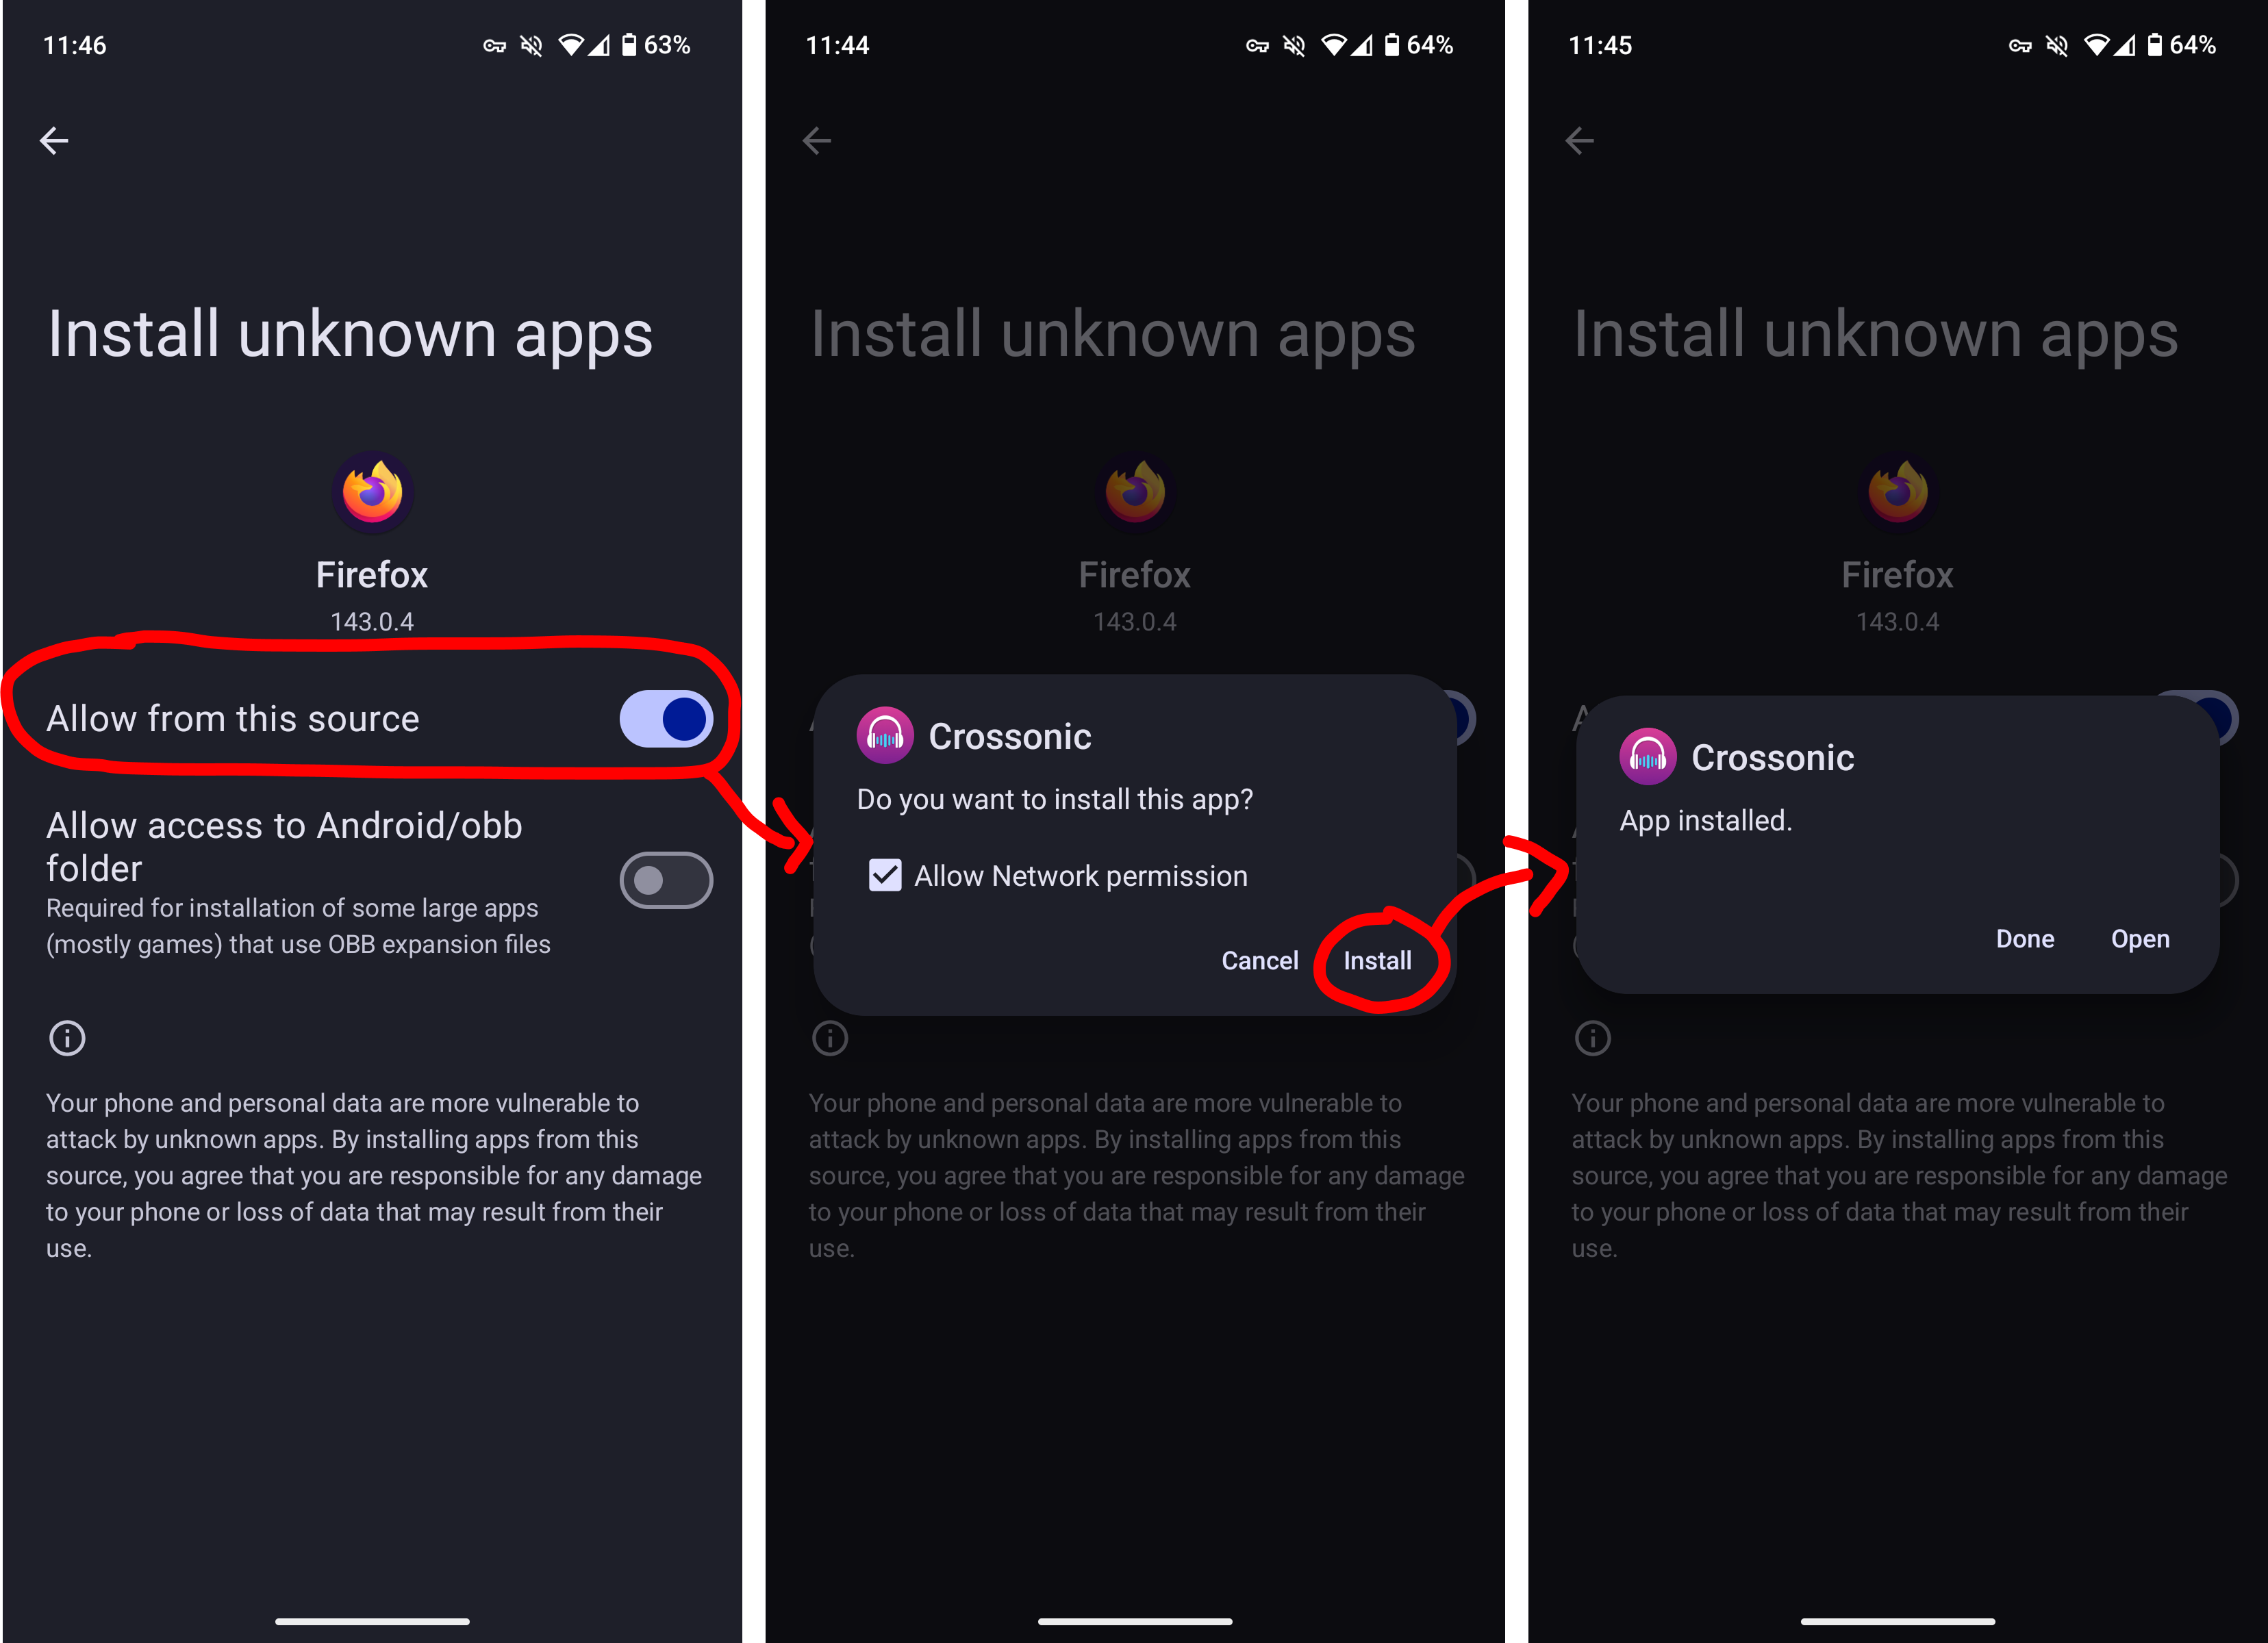 11:46
63%
Install unknown apps
Firefox
143.0.4
Allow from this source
Allow access to Android/obb
folder
Required for installation of some large apps
(mostly games) that use OBB expansion files
Your phone and personal data are more vulnerable to
attack by unknown apps. By installing apps from this
source, you agree that you are responsible for any damage
to your phone or loss of data that may result from their
use.
11:44
64%
Install unknown apps
Firefox
143.0.4
Crossonic
Do you want to install this app?
Allow Network permission
Cancel
Install
Your phone and personal data are more vulnerable to
attack by unknown apps. By installing apps from this
source, you agree that you are responsible for any damage
to your phone or loss of data that may result from their
use.
11:45
64%
Install unknown apps
Firefox
143.0.4
Crossonic
App installed.
Done
Open
Your phone and personal data are more vulnerable to
attack by unknown apps. By installing apps from this
source, you agree that you are responsible for any damage
to your phone or loss of data that may result from their
use.